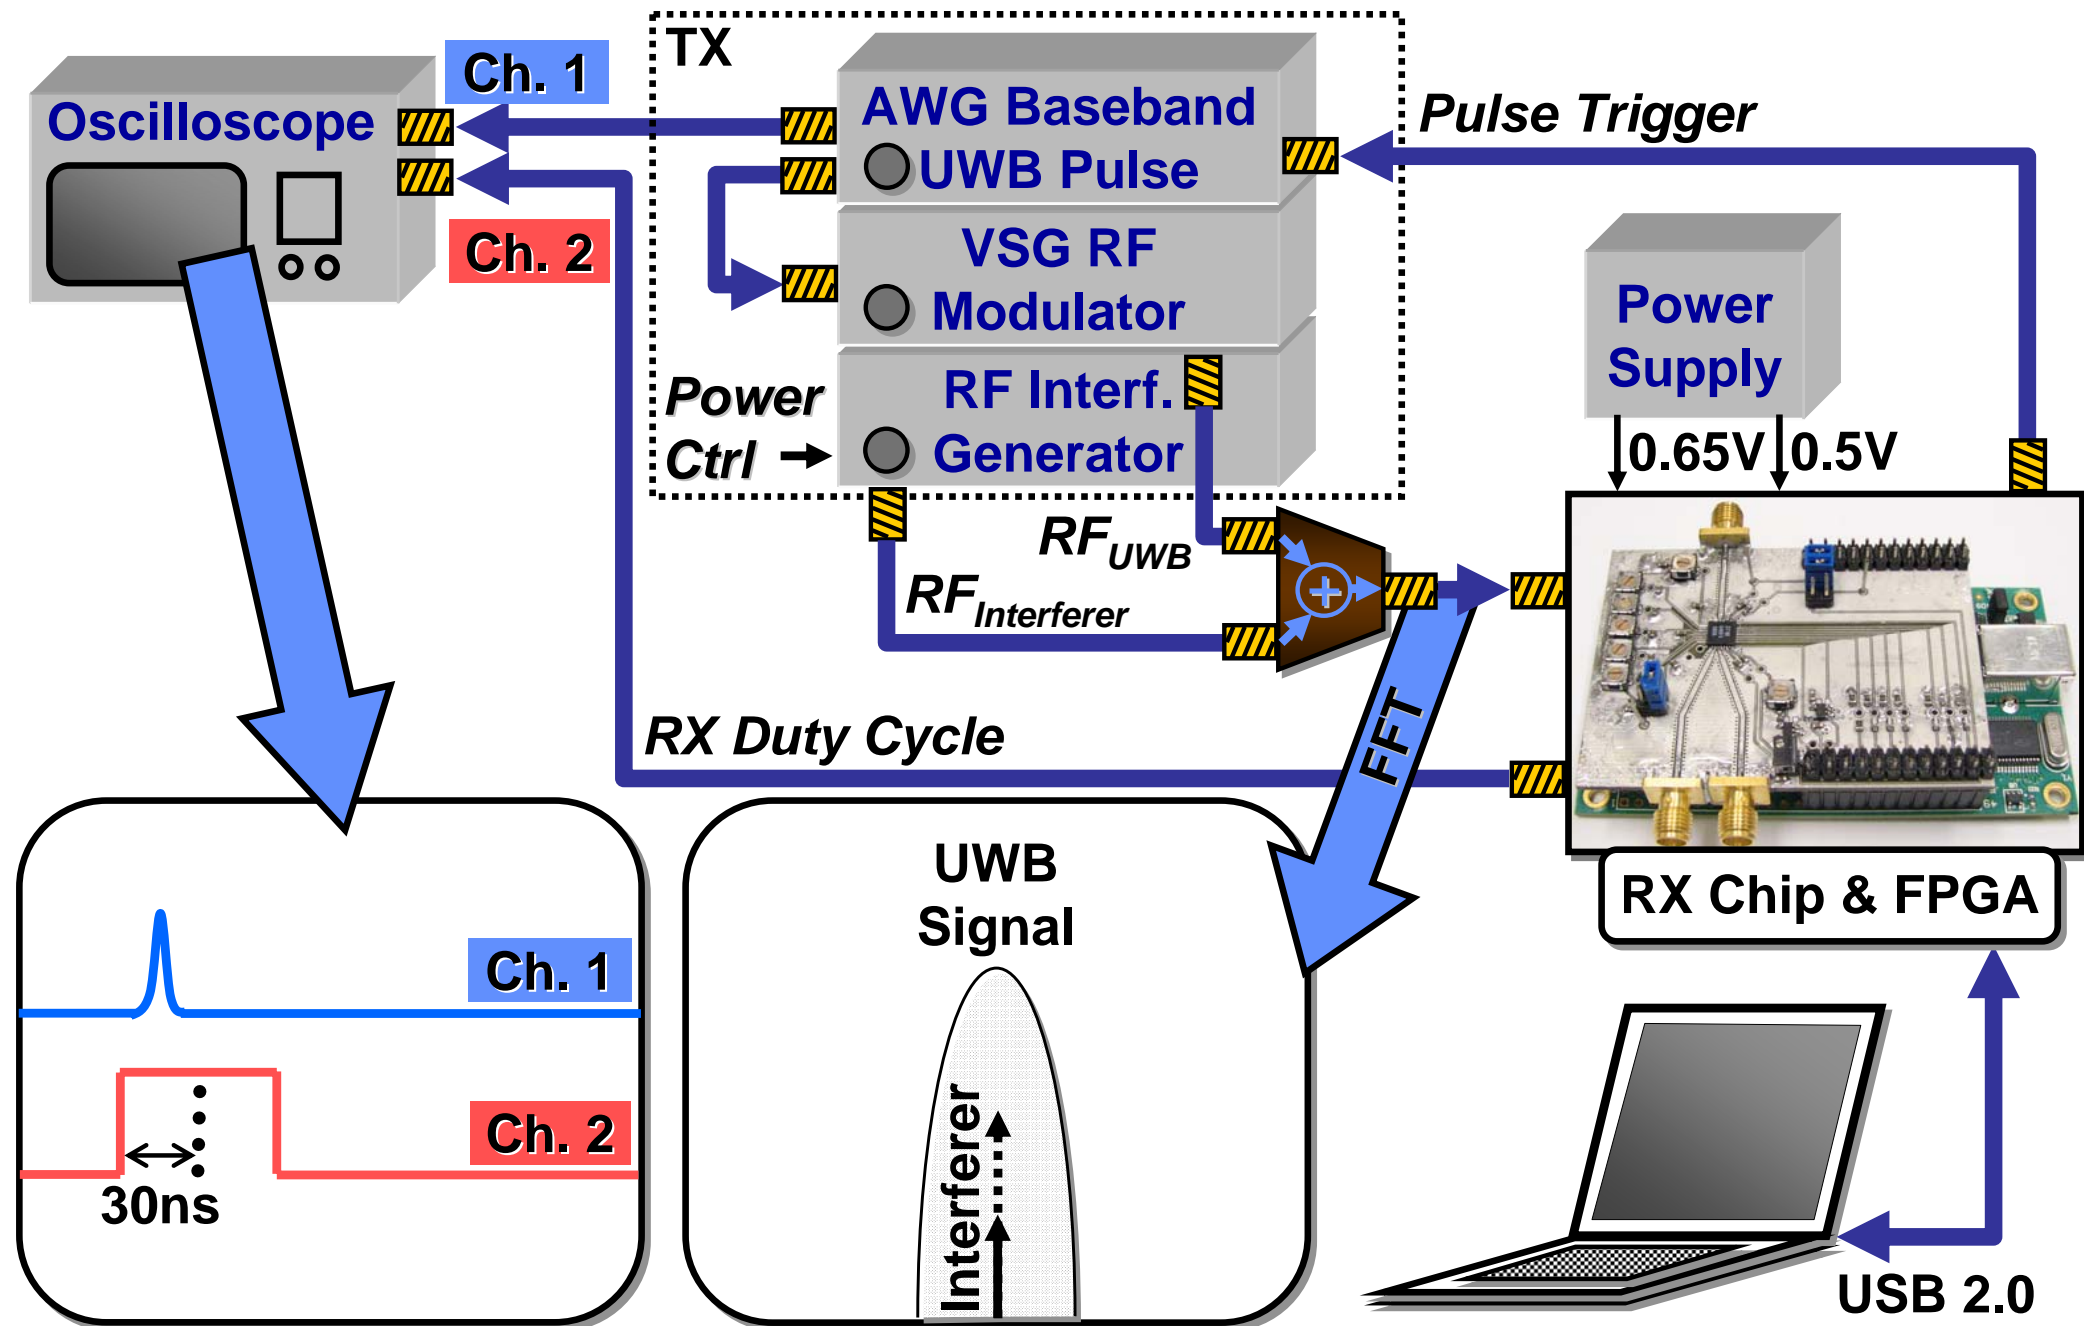 TX
Ch. 1
Oscilloscope
Ch. 2
AWG Baseband
UWB Pulse
VSG RF
Modulator
RF Interf.
Generator
Power
Ctrl
Pulse Trigger
Power
Supply
0.65V
0.5V
RFUWB
RFInterferer
RX Duty Cycle
FFT
RX Chip & FPGA
Ch. 1
Ch. 2
30ns
UWB
Signal
Interferer
USB 2.0